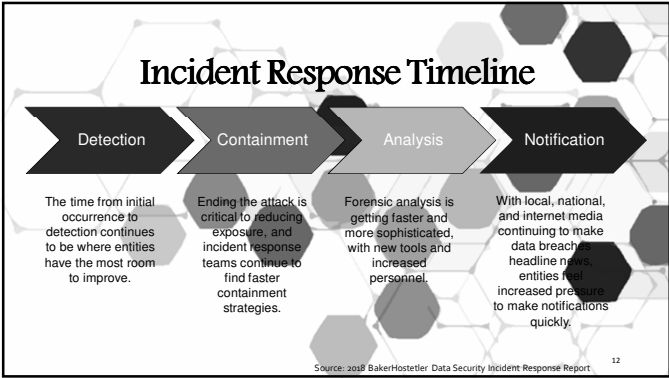 Incident Response Timeline
Detection
Containment
Analysis
Notification
The time from initial
occurrence to
detection continues
to be where entities
have the most room
to improve.
Ending the attack is
critical to reducing
exposure, and
incident response
teams continue to
find faster
containment
strategies.
Forensic analysis is
getting faster and
more sophisticated,
with new tools and
increased
personnel.
With local, national,
and internet media
continuing to make
data breaches
headline news,
entities feel
increased pressure
to make notifications
quickly.
Source: 2018 BakerHostetler Data Security Incident Response Report
12